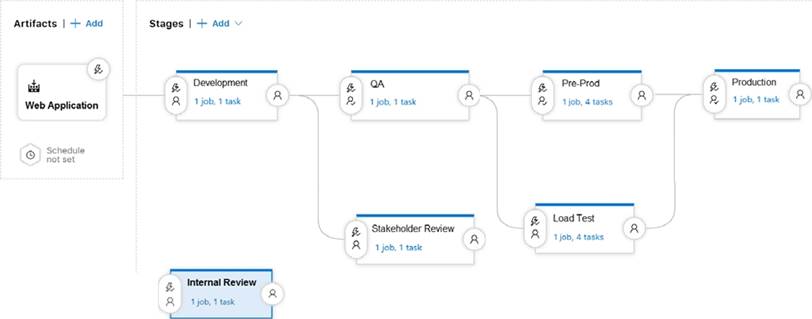 Artifacts | + Add
Stages | + Add
Web Application
Schedule
not set
Development
1 job, 1 task
QA
1 job, 1 task
Pre-Prod
1 job, 4 tasks
Production
1 job, 1 task
Stakeholder Review
1 job, 1 task
Load Test
1 job, 4 tasks
Internal Review
1 job, 1 task